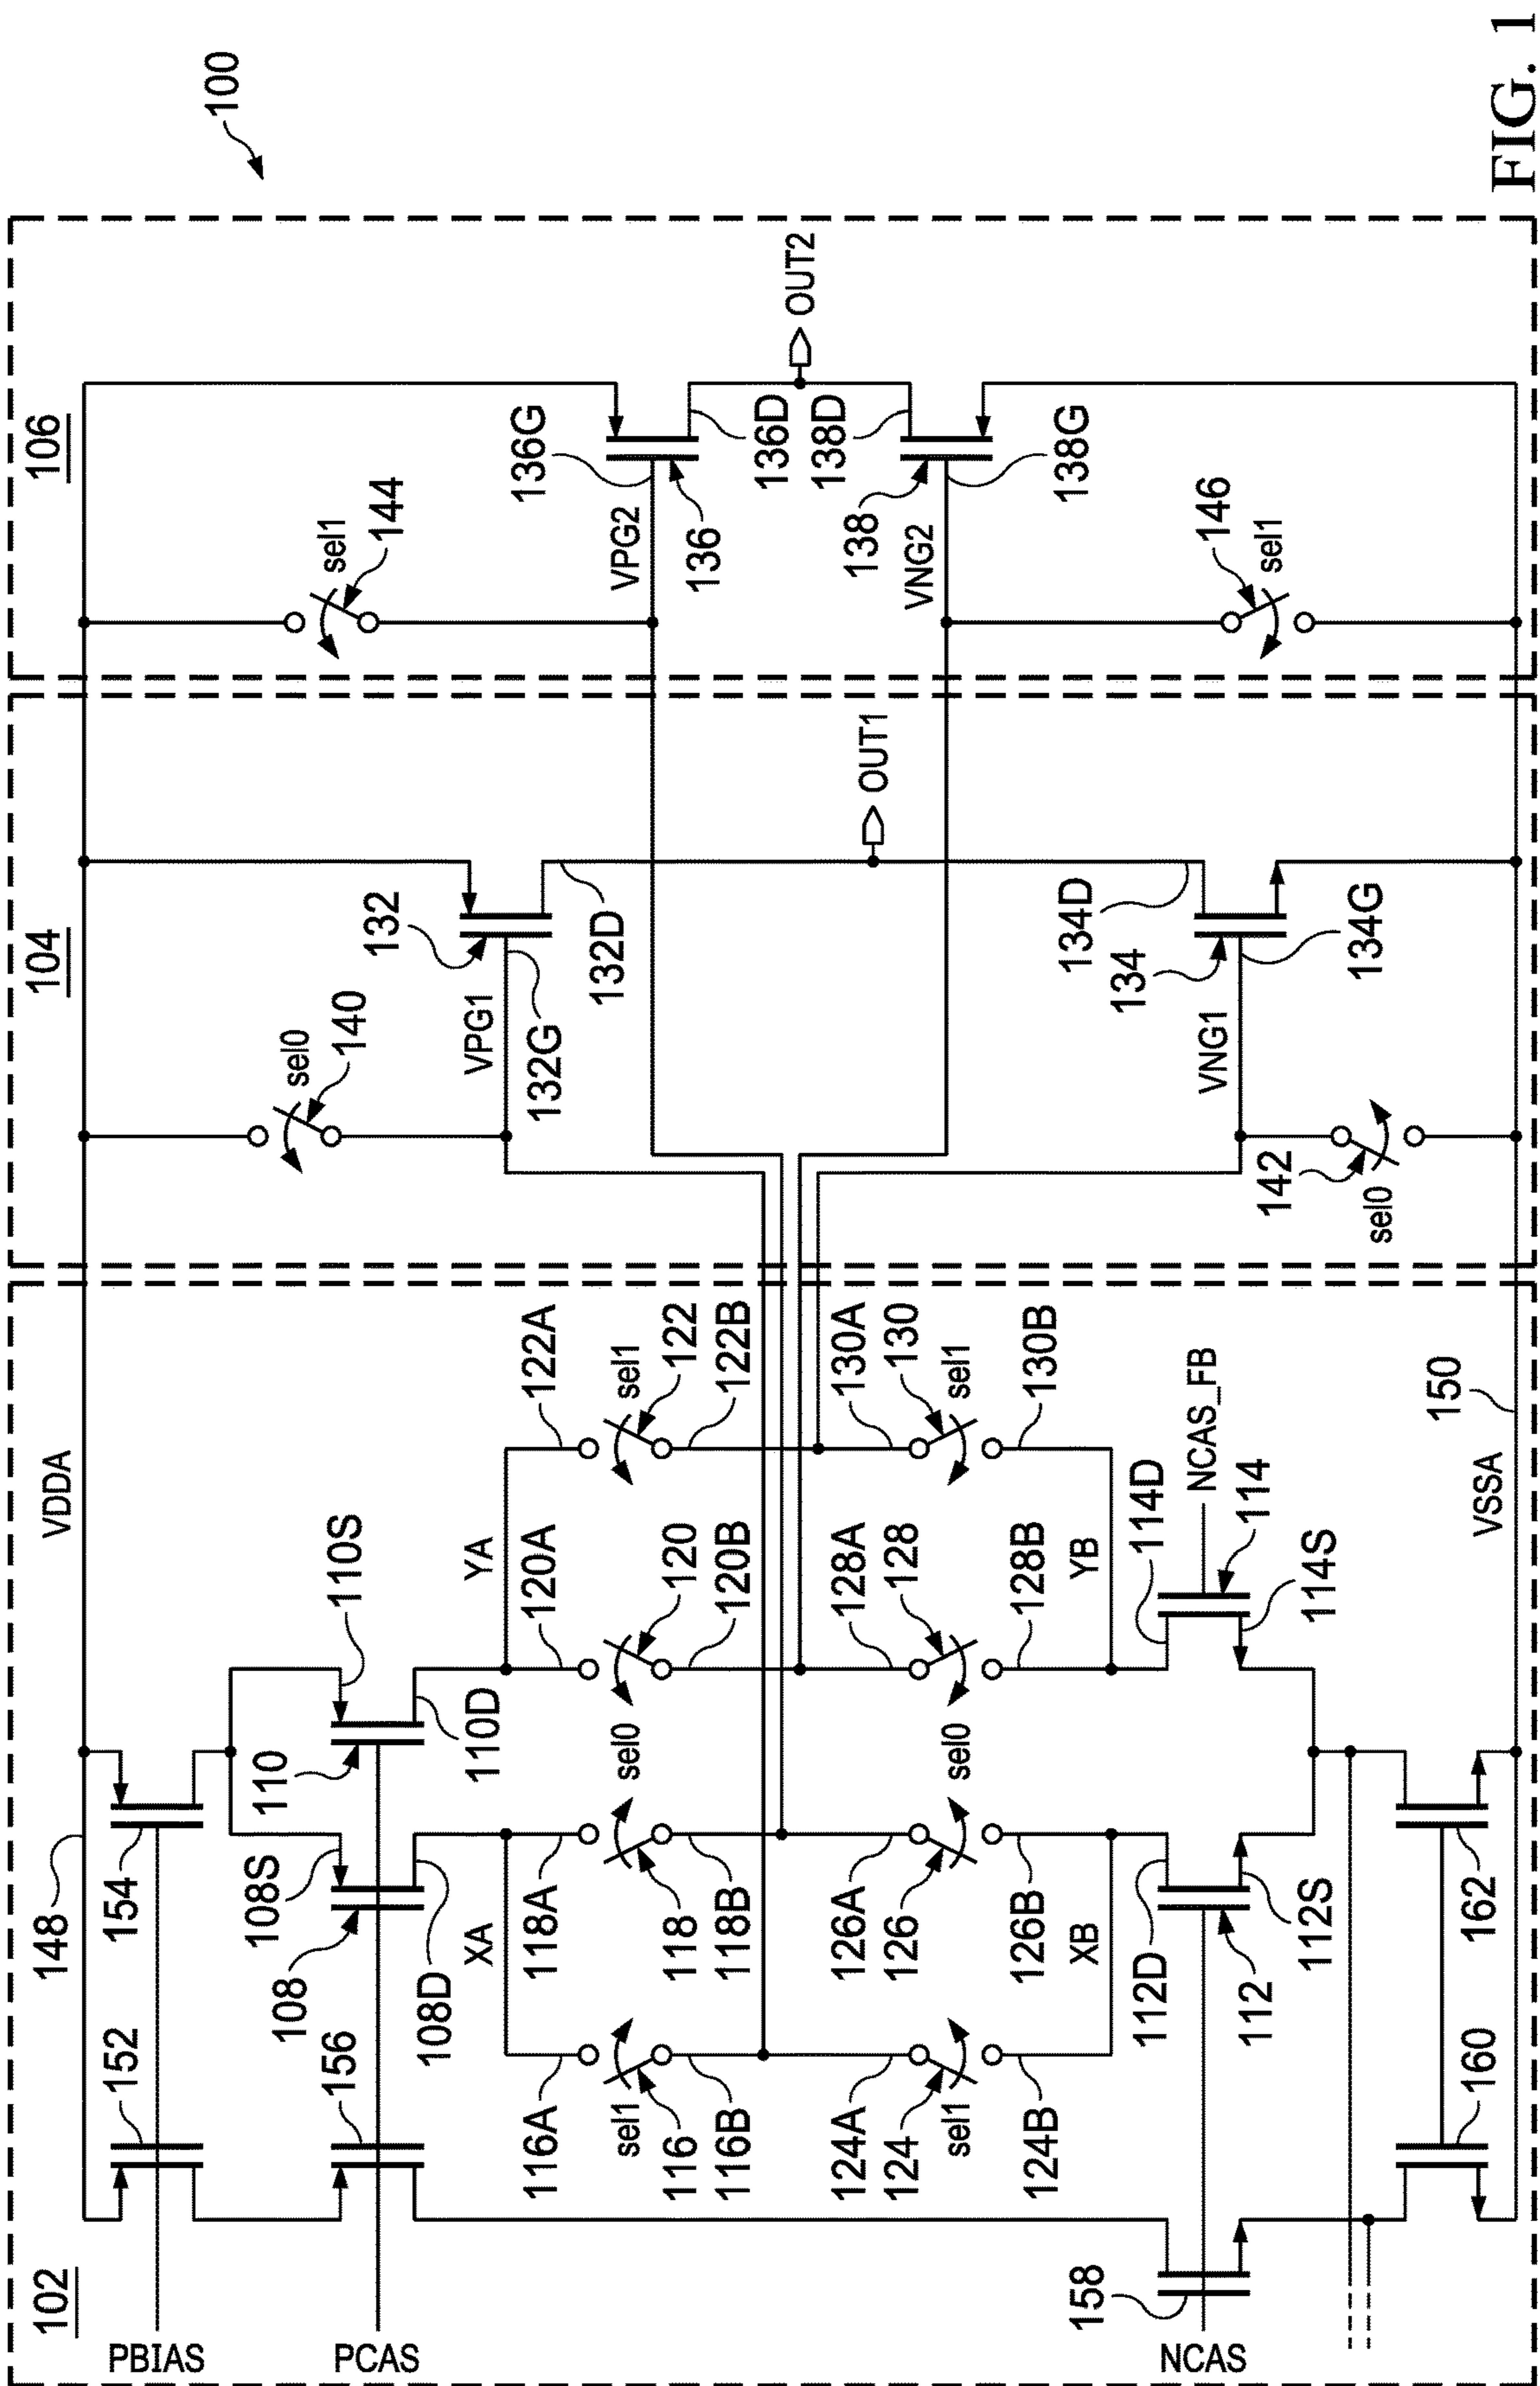 FIG. 1
100
102
104
106
VDDA
148
152
154
PBIAS
108S
108
110
110S
156
PCAS
108D
110D
XA
YA
116A
118A
120A
122A
sel1
116
118
sel0
120
sel1
122
116B
118B
120B
122B
124A
126A
128A
130A
124
sel1
126
sel0
128
130
sel1
124B
126B
128B
130B
XB
YB
112D
114D
NCAS_FB
158
NCAS
112
114
112S
114S
160
162
150
VSSA
sel0
140
132
VPG1
132G
132D
OUT1
134D
134
VNG1
134G
142
sel0
sel1
144
136G
VPG2
136
136D
OUT2
138D
138
VNG2
138G
146
sel1